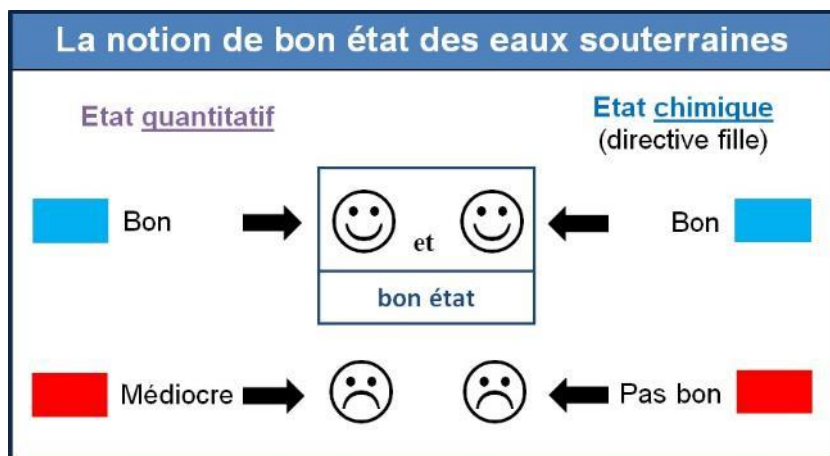 La notion de bon état des eaux souterraines
Etat quantitatif
Etat chimique
(directive fille)
Bon
et
Bon
bon état
Médiocre
Pas bon